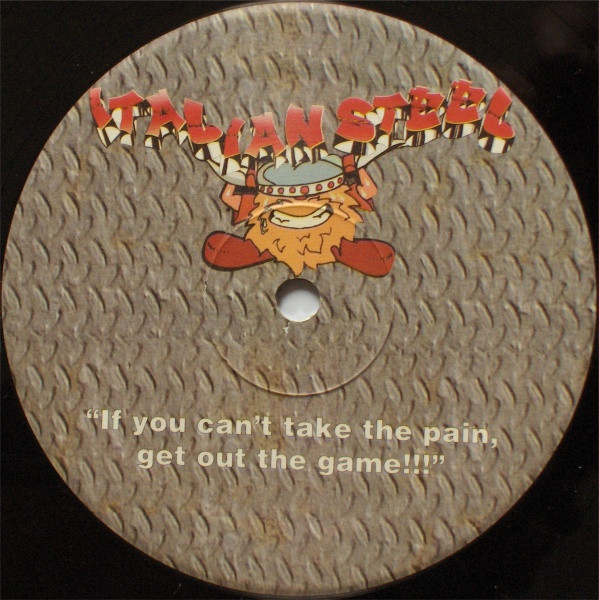 ITALIAN STEEL
“If you can’t take the pain,
get out the game!!!”